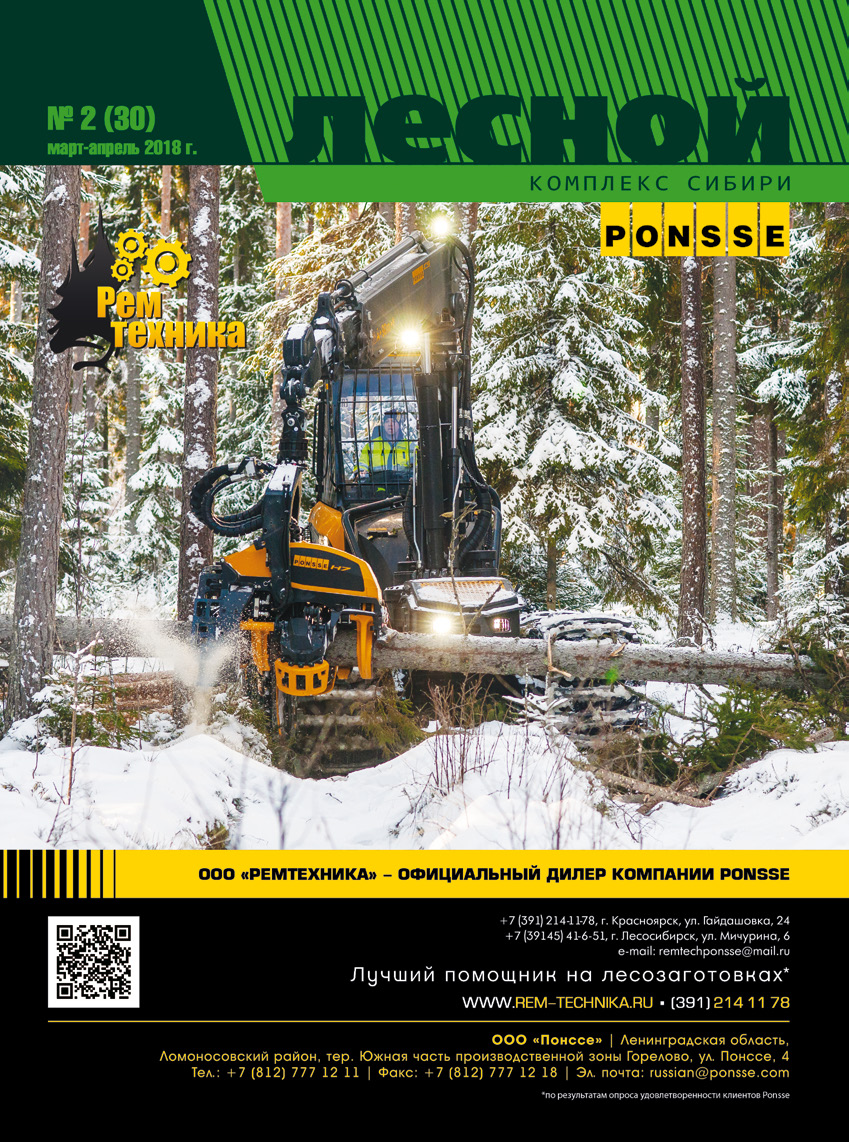 № 2 (30)
март-апрель 2018 г.
лесной
КОМПЛЕКС СИБИРИ
PONSSE
Рем
техника
PONSSE H7
ООО «РЕМТЕХНИКА» – ОФИЦИАЛЬНЫЙ ДИЛЕР КОМПАНИИ PONSSE
+7 (391) 214-11-78, г. Красноярск, ул. Гайдашовка, 24
+7 (39145) 41-6-51, г. Лесосибирск, ул. Мичурина, 6
e-mail: remtechponsse@mail.ru
Лучший помощник на лесозаготовках*
WWW.REM-TECHNIKA.RU • (391) 214 11 78
ООО «Понссе» | Ленинградская область,
Ломоносовский район, тер. Южная часть производственной зоны Горелово, ул. Понссе, 4
Тел.: +7 (812) 777 12 11 | Факс: +7 (812) 777 12 18 | Эл. почта: russian@ponsse.com
*по результатам опроса удовлетворенности клиентов Ponsse